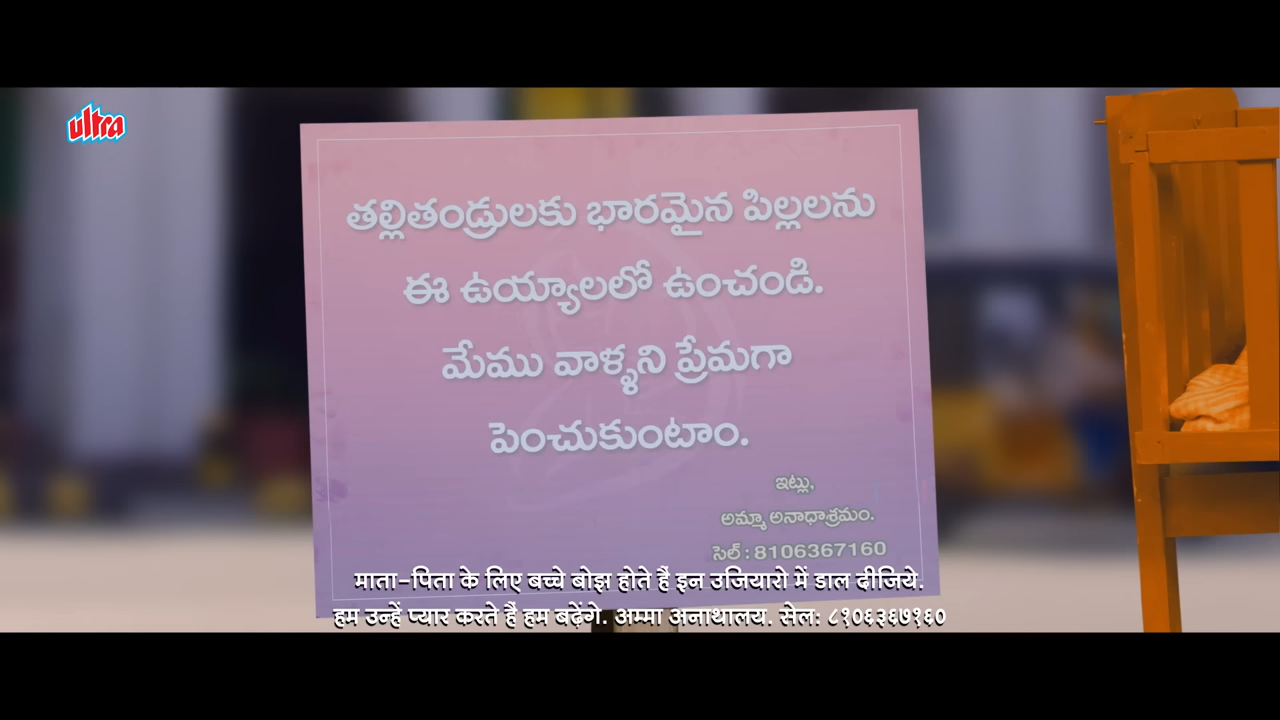 ultra
తల్లితండ్రులకు భారమైన పిల్లలను
ఈ ఉయ్యాలలో ఉంచండి.
మేము వాళ్ళని ప్రేమగా
పెంచుకుంటాం.
ఇట్లు,
అమ్మా అనాధాశ్రమం.
సెల్ : 8106367160
माता-पिता के लिए बच्चे बोझ होते हैं इन उजियारो में डाल दीजिये.
हम उन्हें प्यार करते हैं हम बढ़ेंगे. अम्मा अनाथालय. सेल: ८१०६३६७१६०